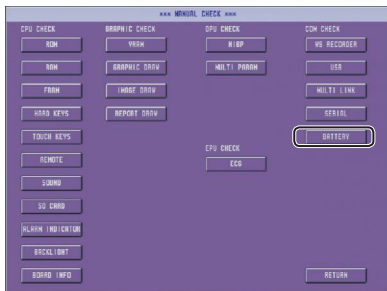 *** MANUAL CHECK ***
CPU CHECK
ROM
RAM
FRAM
HARD KEYS
TOUCH KEYS
REMOTE
SOUND
SD CARD
ALARM INDICATOR
BACKLIGHT
BOARD INFO
GRAPHIC CHECK
VRAM
GRAPHIC DRAW
IMAGE DRAW
REPORT DRAW
DPU CHECK
NIBP
MULTI PARAM
EPU CHECK
ECG
COM CHECK
WS RECORDER
USB
MULTI LINK
SERIAL
BATTERY
RETURN